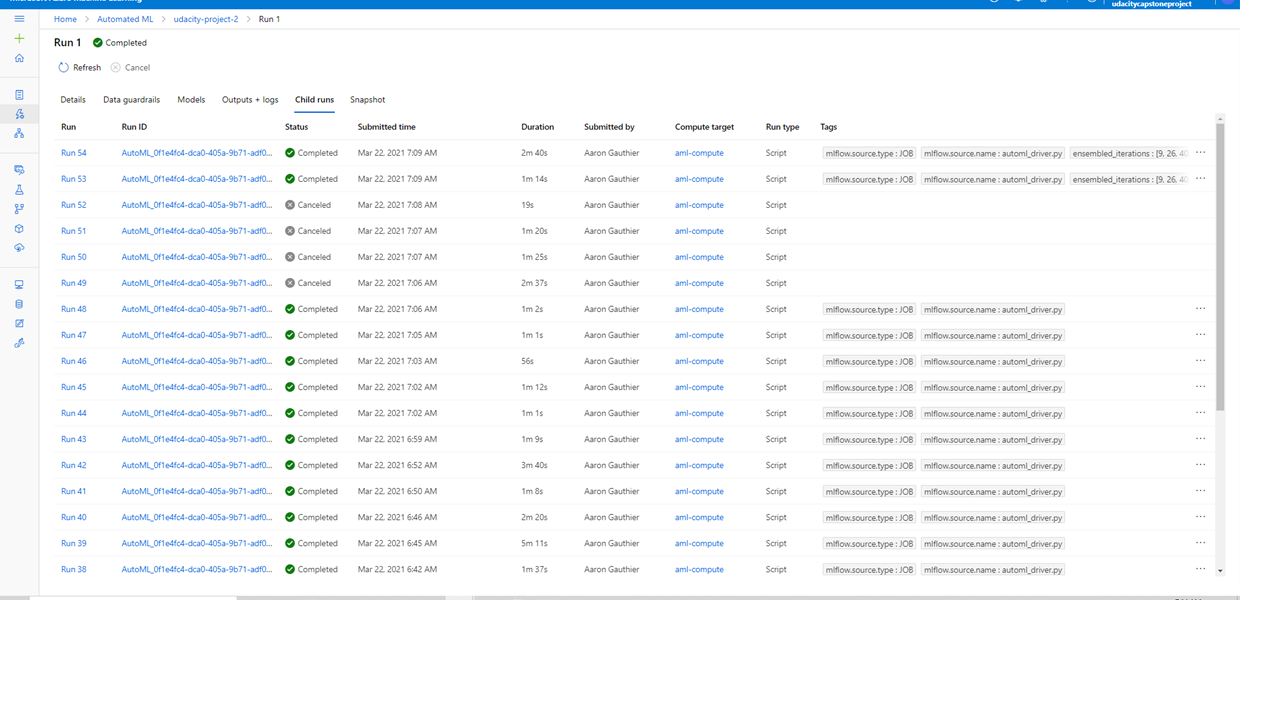 Microsoft Azure Machine Learning
udacitycapstoneproject
Home > Automated ML > udacity-project-2 > Run 1
Run 1 Completed
Refresh Cancel
Details Data guardrails Models Outputs + logs Child runs Snapshot
Run Run ID Status Submitted time Duration Submitted by Compute target Run type Tags
Run 54 AutoML_0f1e4fc4-dca0-405a-9b71-adf0... Completed Mar 22, 2021 7:09 AM 2m 40s Aaron Gauthier aml-compute Script mlflow.source.type : JOB mlflow.source.name : automl_driver.py ensembled_iterations : [9, 26, 40 ...
Run 53 AutoML_0f1e4fc4-dca0-405a-9b71-adf0... Completed Mar 22, 2021 7:09 AM 1m 14s Aaron Gauthier aml-compute Script mlflow.source.type : JOB mlflow.source.name : automl_driver.py ensembled_iterations : [9, 26, 40 ...
Run 52 AutoML_0f1e4fc4-dca0-405a-9b71-adf0... Canceled Mar 22, 2021 7:08 AM 19s Aaron Gauthier aml-compute Script
Run 51 AutoML_0f1e4fc4-dca0-405a-9b71-adf0... Canceled Mar 22, 2021 7:07 AM 1m 20s Aaron Gauthier aml-compute Script
Run 50 AutoML_0f1e4fc4-dca0-405a-9b71-adf0... Canceled Mar 22, 2021 7:07 AM 1m 25s Aaron Gauthier aml-compute Script
Run 49 AutoML_0f1e4fc4-dca0-405a-9b71-adf0... Canceled Mar 22, 2021 7:06 AM 2m 37s Aaron Gauthier aml-compute Script
Run 48 AutoML_0f1e4fc4-dca0-405a-9b71-adf0... Completed Mar 22, 2021 7:06 AM 1m 2s Aaron Gauthier aml-compute Script mlflow.source.type : JOB mlflow.source.name : automl_driver.py ...
Run 47 AutoML_0f1e4fc4-dca0-405a-9b71-adf0... Completed Mar 22, 2021 7:05 AM 1m 1s Aaron Gauthier aml-compute Script mlflow.source.type : JOB mlflow.source.name : automl_driver.py ...
Run 46 AutoML_0f1e4fc4-dca0-405a-9b71-adf0... Completed Mar 22, 2021 7:03 AM 56s Aaron Gauthier aml-compute Script mlflow.source.type : JOB mlflow.source.name : automl_driver.py ...
Run 45 AutoML_0f1e4fc4-dca0-405a-9b71-adf0... Completed Mar 22, 2021 7:02 AM 1m 12s Aaron Gauthier aml-compute Script mlflow.source.type : JOB mlflow.source.name : automl_driver.py ...
Run 44 AutoML_0f1e4fc4-dca0-405a-9b71-adf0... Completed Mar 22, 2021 7:02 AM 1m 1s Aaron Gauthier aml-compute Script mlflow.source.type : JOB mlflow.source.name : automl_driver.py ...
Run 43 AutoML_0f1e4fc4-dca0-405a-9b71-adf0... Completed Mar 22, 2021 6:59 AM 1m 9s Aaron Gauthier aml-compute Script mlflow.source.type : JOB mlflow.source.name : automl_driver.py ...
Run 42 AutoML_0f1e4fc4-dca0-405a-9b71-adf0... Completed Mar 22, 2021 6:52 AM 3m 40s Aaron Gauthier aml-compute Script mlflow.source.type : JOB mlflow.source.name : automl_driver.py ...
Run 41 AutoML_0f1e4fc4-dca0-405a-9b71-adf0... Completed Mar 22, 2021 6:50 AM 1m 8s Aaron Gauthier aml-compute Script mlflow.source.type : JOB mlflow.source.name : automl_driver.py ...
Run 40 AutoML_0f1e4fc4-dca0-405a-9b71-adf0... Completed Mar 22, 2021 6:46 AM 2m 20s Aaron Gauthier aml-compute Script mlflow.source.type : JOB mlflow.source.name : automl_driver.py ...
Run 39 AutoML_0f1e4fc4-dca0-405a-9b71-adf0... Completed Mar 22, 2021 6:45 AM 5m 11s Aaron Gauthier aml-compute Script mlflow.source.type : JOB mlflow.source.name : automl_driver.py ...
Run 38 AutoML_0f1e4fc4-dca0-405a-9b71-adf0... Completed Mar 22, 2021 6:42 AM 1m 37s Aaron Gauthier aml-compute Script mlflow.source.type : JOB mlflow.source.name : automl_driver.py ...